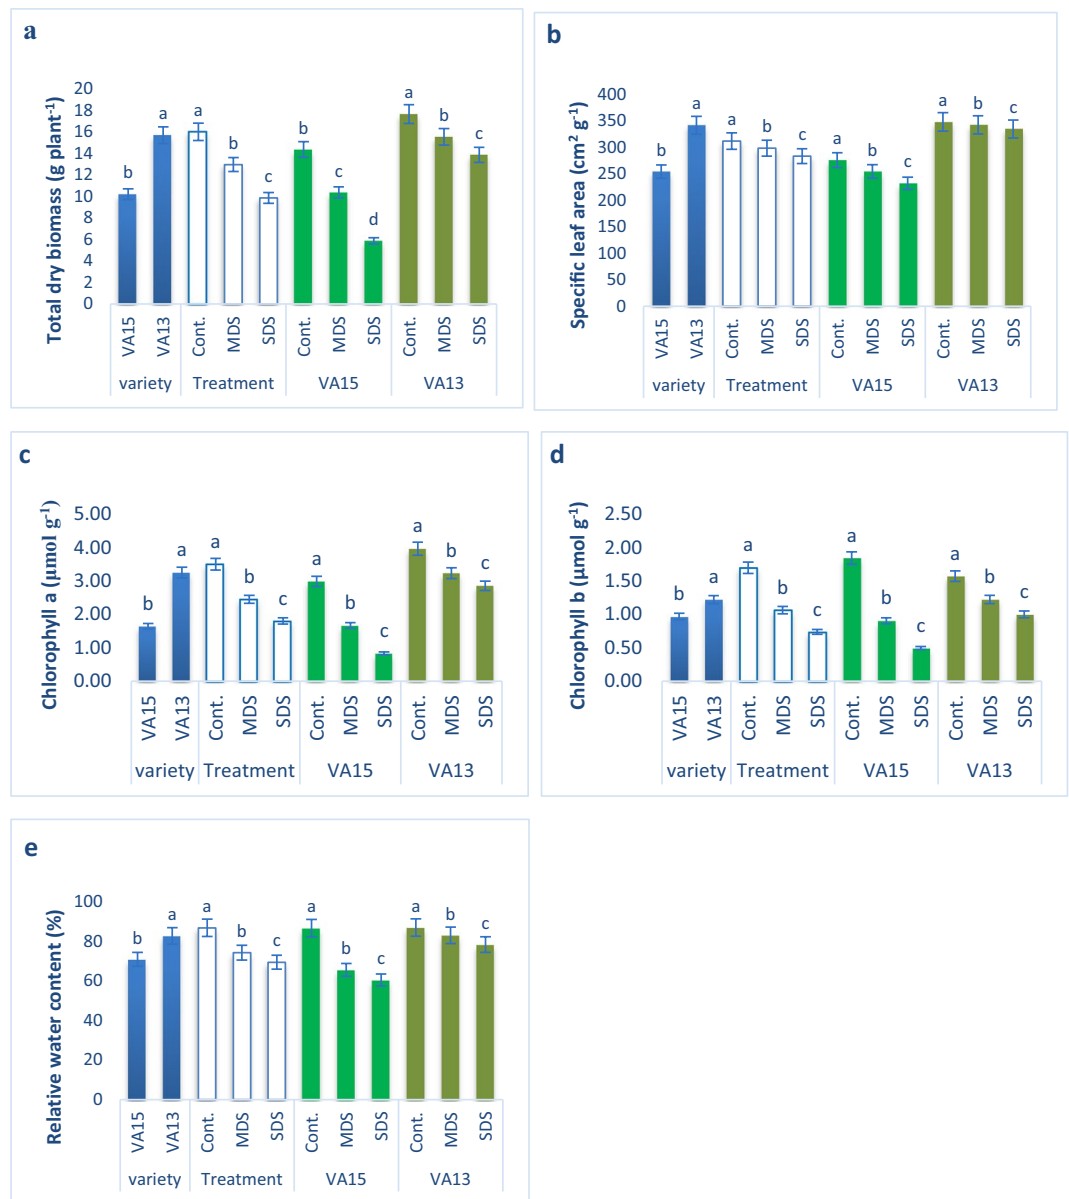 a
Total dry biomass (g plant⁻¹)
20
18
16
14
12
10
8
6
4
2
0
b a a b c b c d a b c
VA15 VA13 Cont. MDS SDS Cont. MDS SDS Cont. MDS SDS
variety Treatment VA15 VA13
b
Specific leaf area (cm² g⁻¹)
400
350
300
250
200
150
100
50
0
b a a b c a b c a b c
VA15 VA13 Cont. MDS SDS Cont. MDS SDS Cont. MDS SDS
variety Treatment VA15 VA13
c
Chlorophyll a (µmol g⁻¹)
5.00
4.00
3.00
2.00
1.00
0.00
b a a b c a b c a b c
VA15 VA13 Cont. MDS SDS Cont. MDS SDS Cont. MDS SDS
variety Treatment VA15 VA13
d
Chlorophyll b (µmol g⁻¹)
2.50
2.00
1.50
1.00
0.50
0.00
b a a b c a b c a b c
VA15 VA13 Cont. MDS SDS Cont. MDS SDS Cont. MDS SDS
variety Treatment VA15 VA13
e
Relative water content (%)
100
80
60
40
20
0
b a a b c a b c a b c
VA15 VA13 Cont. MDS SDS Cont. MDS SDS Cont. MDS SDS
variety Treatment VA15 VA13